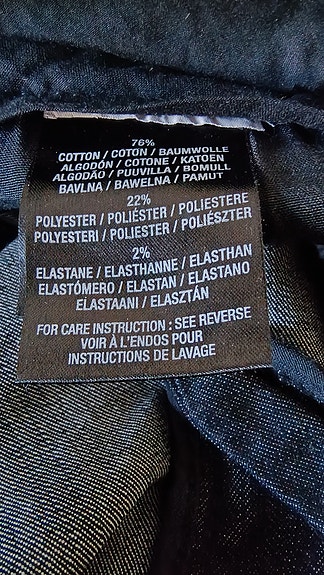 76%
COTTON / COTON / BAUMWOLLE
ALGODÓN / COTONE / KATOEN
ALGODÃO / PUUVILLA / BOMULL
BAVLNA / BAWELNA / PAMUT
22%
POLYESTER / POLIÉSTER / POLIESTERE
POLYESTERI / POLIESTER / POLIÉSZTER
2%
ELASTANE / ELASTHANNE / ELASTHAN
ELASTÓMERO / ELASTAN / ELASTANO
ELASTAANI / ELASZTÁN
FOR CARE INSTRUCTION : SEE REVERSE
VOIR À L'ENDOS POUR
INSTRUCTIONS DE LAVAGE